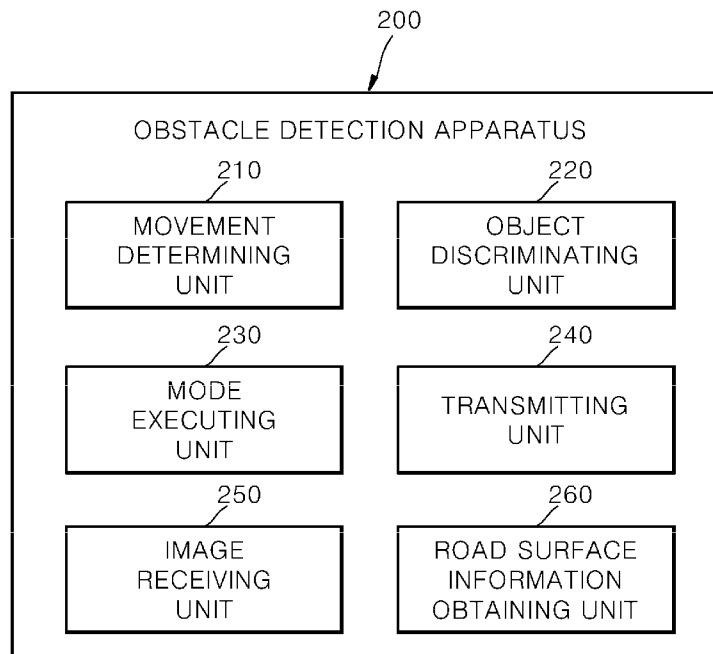 200
OBSTACLE DETECTION APPARATUS
210
MOVEMENT
DETERMINING
UNIT
220
OBJECT
DISCRIMINATING
UNIT
230
MODE
EXECUTING
UNIT
240
TRANSMITTING
UNIT
250
IMAGE
RECEIVING
UNIT
260
ROAD SURFACE
INFORMATION
OBTAINING UNIT